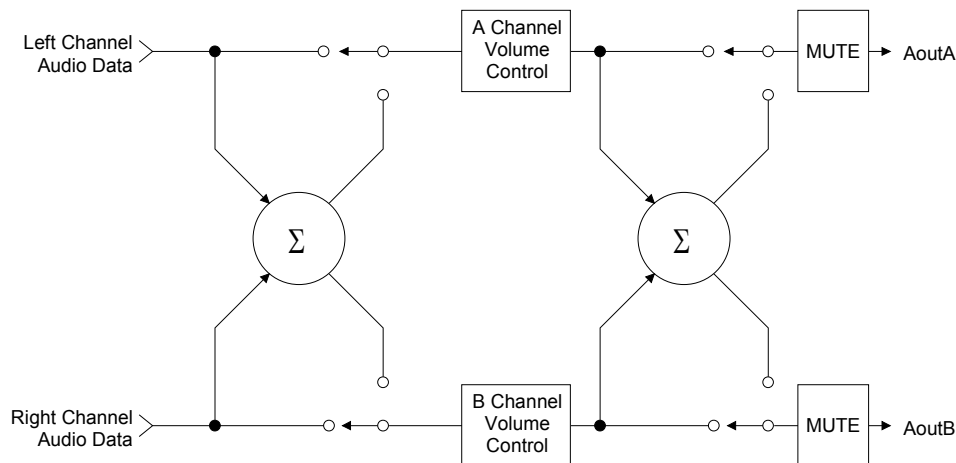 Left Channel
Audio Data
A Channel
Volume
Control
MUTE
AoutA
Σ
Σ
Right Channel
Audio Data
B Channel
Volume
Control
MUTE
AoutB